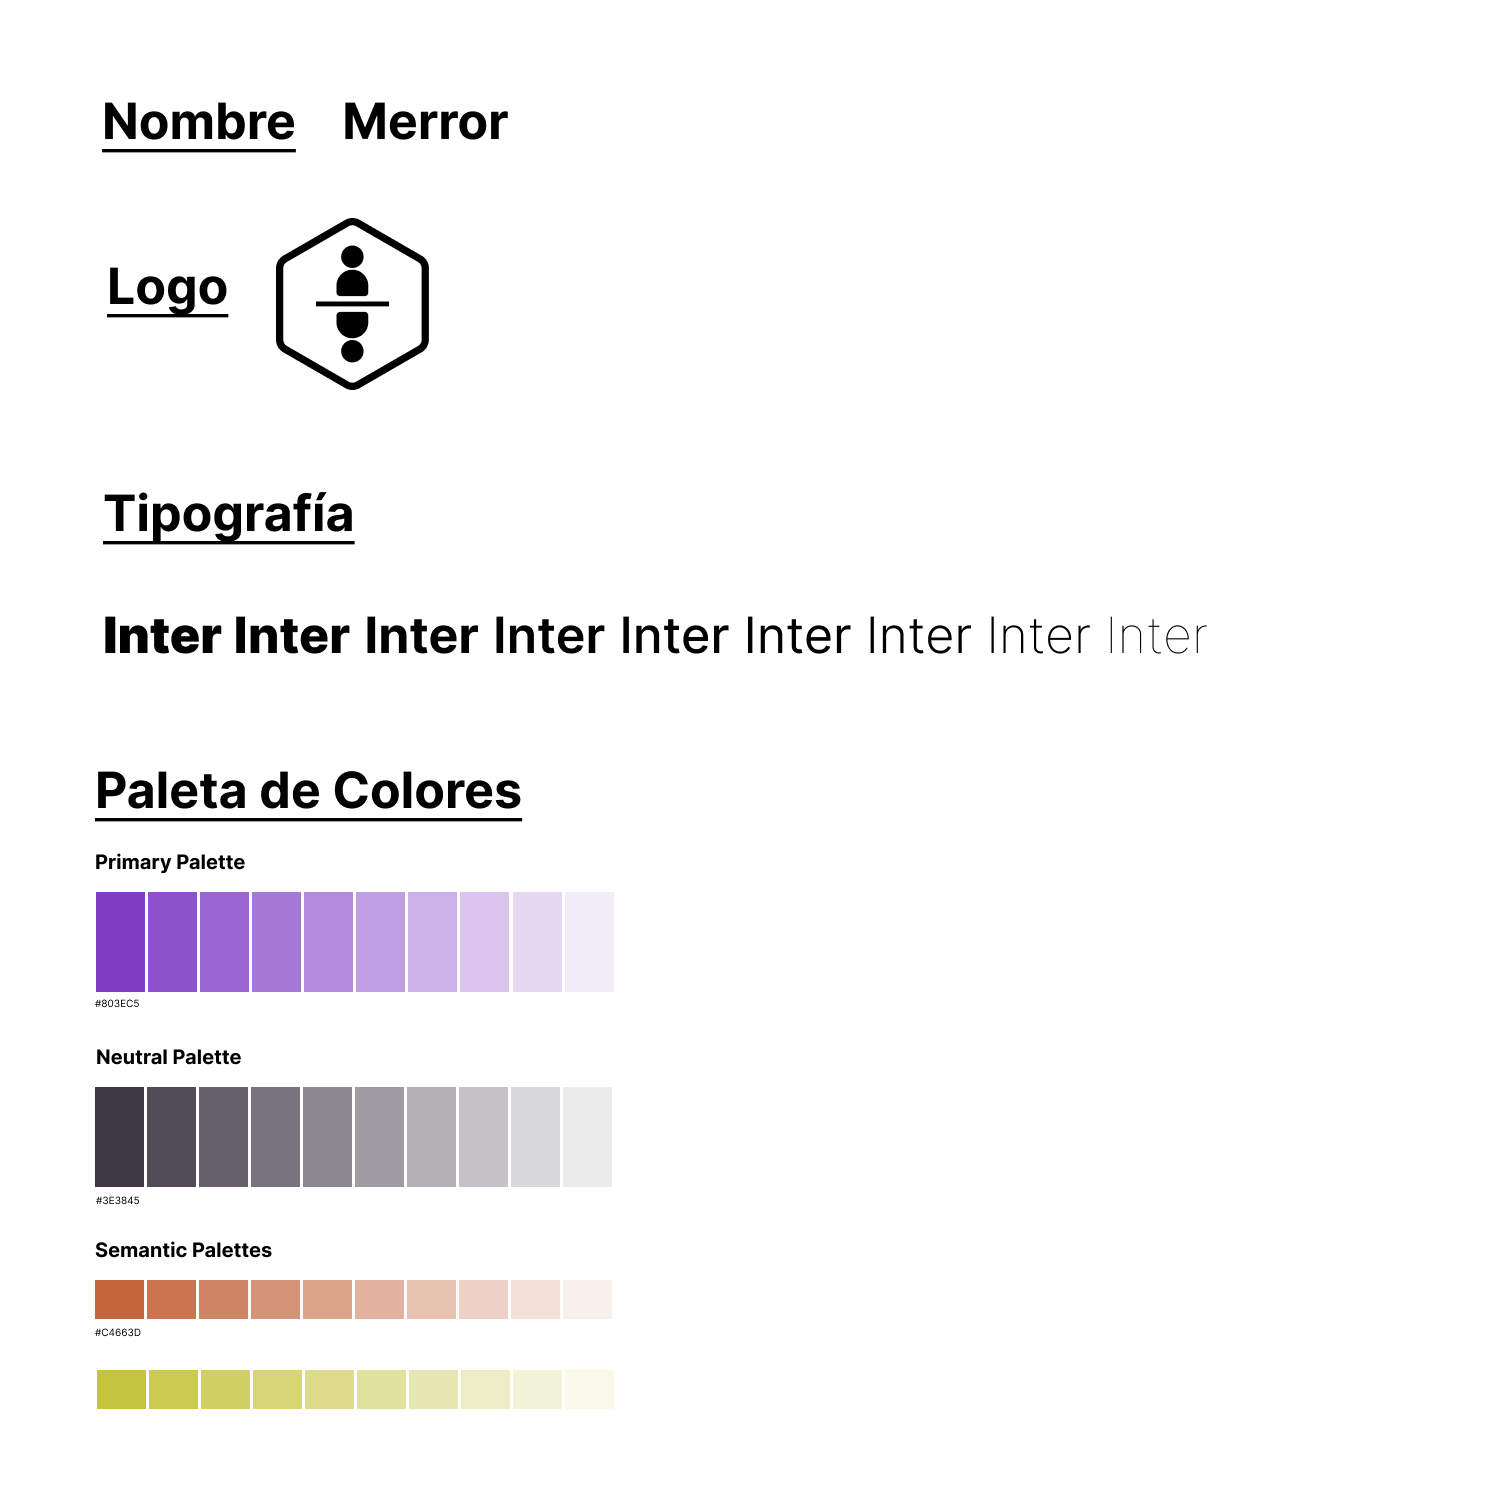 Nombre Merror
Logo
Tipografía
Inter Inter Inter Inter Inter Inter Inter Inter Inter
Paleta de Colores
Primary Palette
#803EC5
Neutral Palette
#3E3845
Semantic Palettes
#C4663D